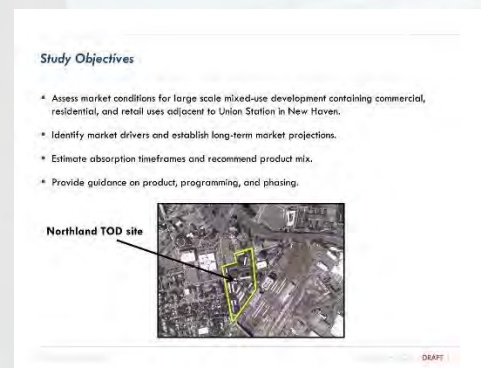 Study Objectives
• Assess market conditions for large scale mixed-use development containing commercial,
residential, and retail uses adjacent to Union Station in New Haven.
• Identify market drivers and establish long-term market projections.
• Estimate absorption timeframes and recommend product mix.
• Provide guidance on product, programming, and phasing.
Northland TOD site
DRAFT